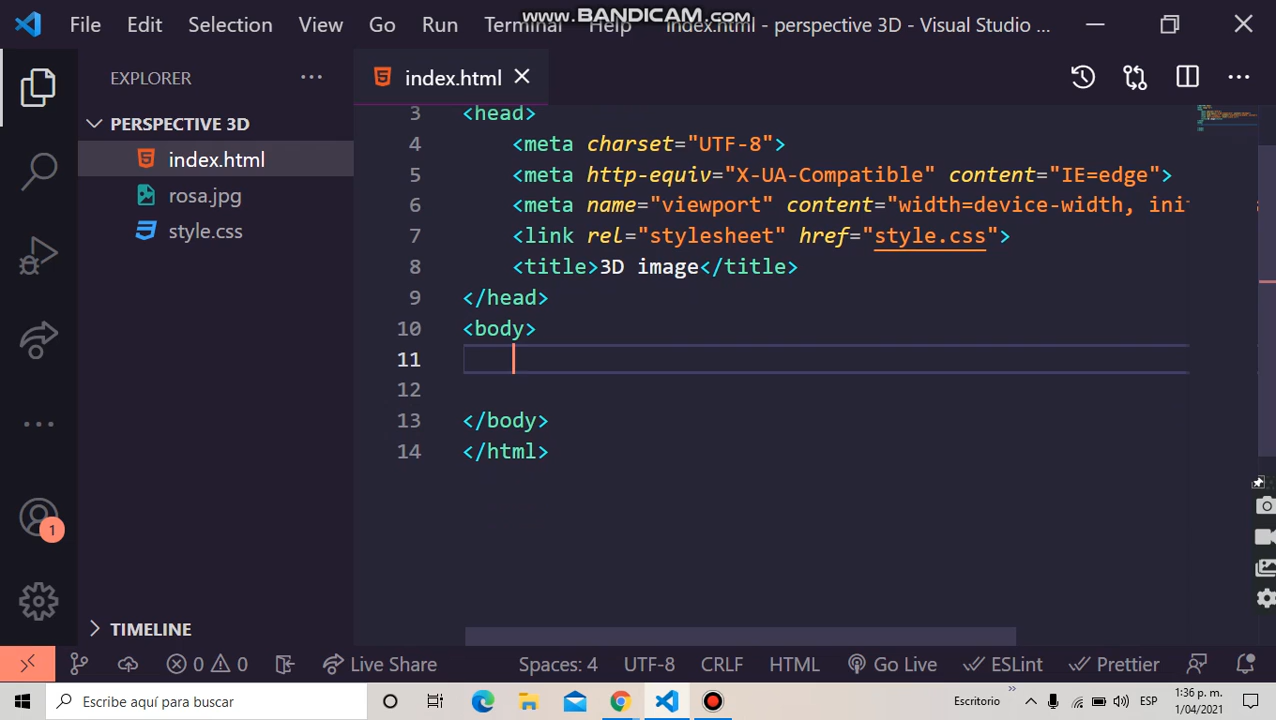 File Edit Selection View Go Run Terminal Help index.html - perspective 3D - Visual Studio ...
www.BANDICAM.com
EXPLORER
index.html
PERSPECTIVE 3D
index.html
rosa.jpg
style.css
TIMELINE
1
3 <head>
4 <meta charset="UTF-8">
5 <meta http-equiv="X-UA-Compatible" content="IE=edge">
6 <meta name="viewport" content="width=device-width, ini
7 <link rel="stylesheet" href="style.css">
8 <title>3D image</title>
9 </head>
10 <body>
11
12
13 </body>
14 </html>
0 0 Live Share Spaces: 4 UTF-8 CRLF HTML Go Live ESLint Prettier
Escribe aquí para buscar
Escritorio
»
ESP
1:36 p. m.
1/04/2021